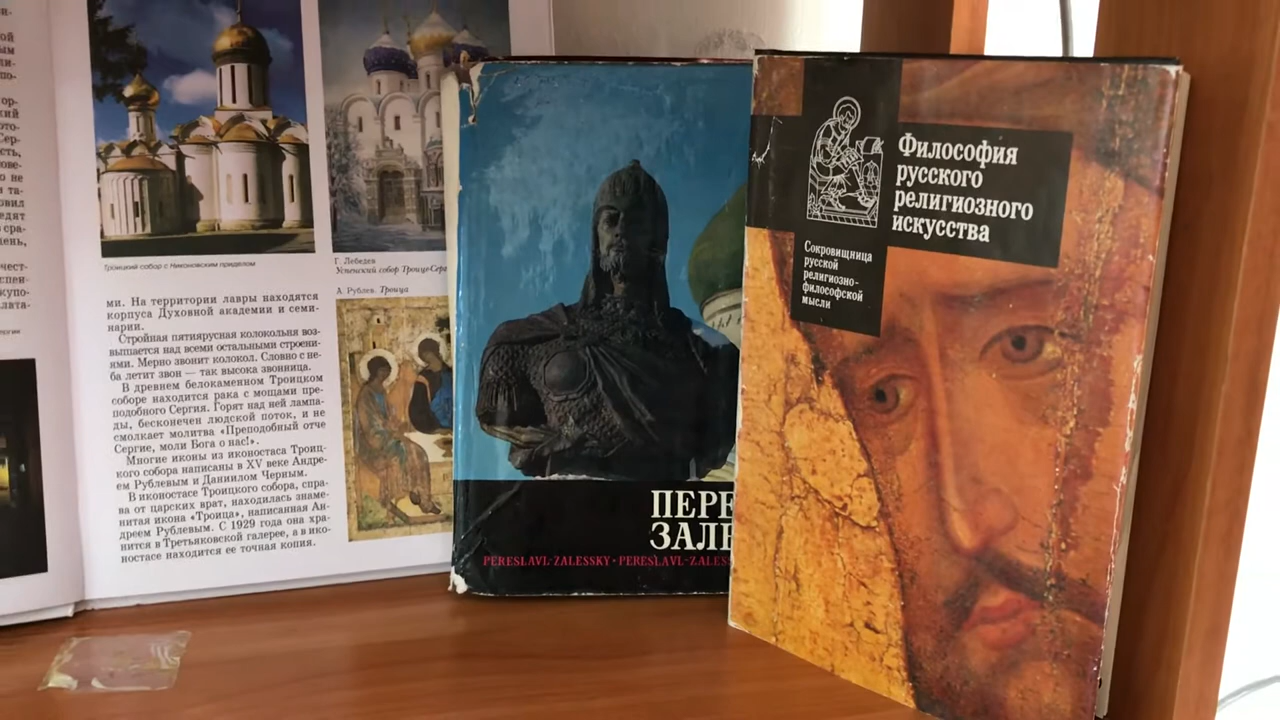 Троицкий собор с Никоновским приделом
Г. Лебедев
Успенский собор Троице-Серг
А. Рублев. Троица
ми. На территории лавры находятся
корпуса Духовной академии и семи-
нарии.
Стройная пятиярусная колокольня воз-
вышается над всеми остальными строени-
ями. Мерно звонит колокол. Словно с не-
ба летит звон — так высока звонница.
В древнем белокаменном Троицком
соборе находится рака с мощами пре-
подобного Сергия. Горят над ней лампа-
ды, бесконечен людской поток, и не
смолкает молитва «Преподобный отче
Сергие, моли Бога о нас!».
Многие иконы из иконостаса Троиц-
кого собора написаны в XV веке Андре-
ем Рублевым и Даниилом Черным.
В иконостасе Троицкого собора, спра-
ва от царских врат, находилась знаме-
нитая икона «Троица», написанная Ан-
дреем Рублевым. С 1929 года она хра-
нится в Третьяковской галерее, а в ико-
ностасе находится ее точная копия.
ПЕРЕ
ЗАЛЕ
PERESLAVL-ZALESSKY • PERESLAVL-ZALESS
Философия
русского
религиозного
искусства
Сокровищница
русской
религиозно-
философской
мысли